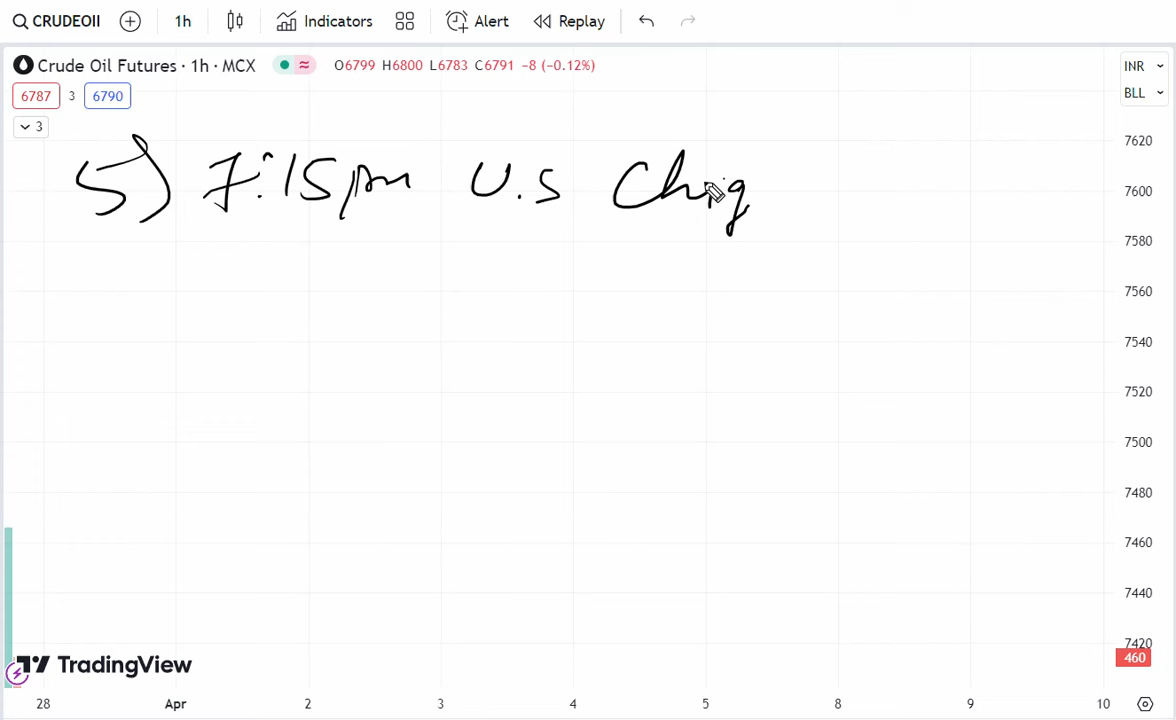 CRUDEOII 1h Indicators Alert Replay
Crude Oil Futures · 1h · MCX O6799 H6800 L6783 C6791 −8 (−0.12%) INR
6787 3 6790 BLL
3
7620
5) 7:15pm U.S Chig
7600
7580
7560
7540
7520
7500
7480
7460
7440
7420
460
TradingView
28 Apr 2 3 4 5 8 9 10